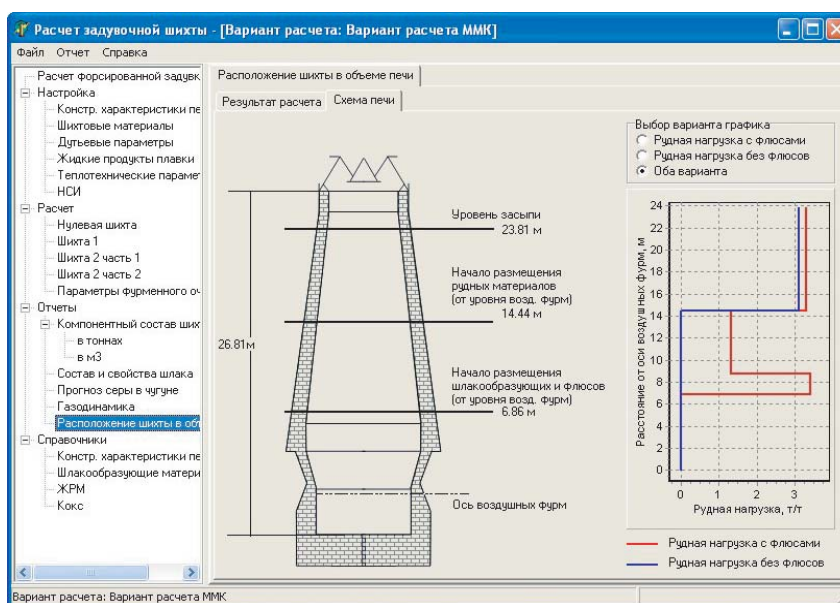 Расчет задувочной шихты - [Вариант расчета: Вариант расчета ММК]
Файл Отчет Справка
Расчет форсированной задувк
Настройка
Констр. характеристики пе
Шихтовые материалы
Дутьевые параметры
Жидкие продукты плавки
Теплотехнические парамет
НСИ
Расчет
Нулевая шихта
Шихта 1
Шихта 2 часть 1
Шихта 2 часть 2
Параметры фурменного оч
Отчеты
Компонентный состав ших
в тоннах
в м3
Состав и свойства шлака
Прогноз серы в чугуне
Газодинамика
Расположение шихты в объ
Справочники
Констр. характеристики пе
Шлакообразующие матери
ЖРМ
Кокс
Расположение шихты в объеме печи
Результат расчета Схема печи
26.81м
Уровень засыпи
23.81 м
Начало размещения
рудных материалов
(от уровня возд. фурм)
14.44 м
Начало размещения
шлакообразующих и флюсов
(от уровня возд. фурм)
6.86 м
Ось воздушных фурм
Выбор варианта графика
Рудная нагрузка с флюсами
Рудная нагрузка без флюсов
Оба варианта
Расстояние от оси воздушных фурм, м
24
22
20
18
16
14
12
10
8
6
4
2
0
0 1 2 3
Рудная нагрузка, т/т
Рудная нагрузка с флюсами
Рудная нагрузка без флюсов
Вариант расчета: Вариант расчета ММК